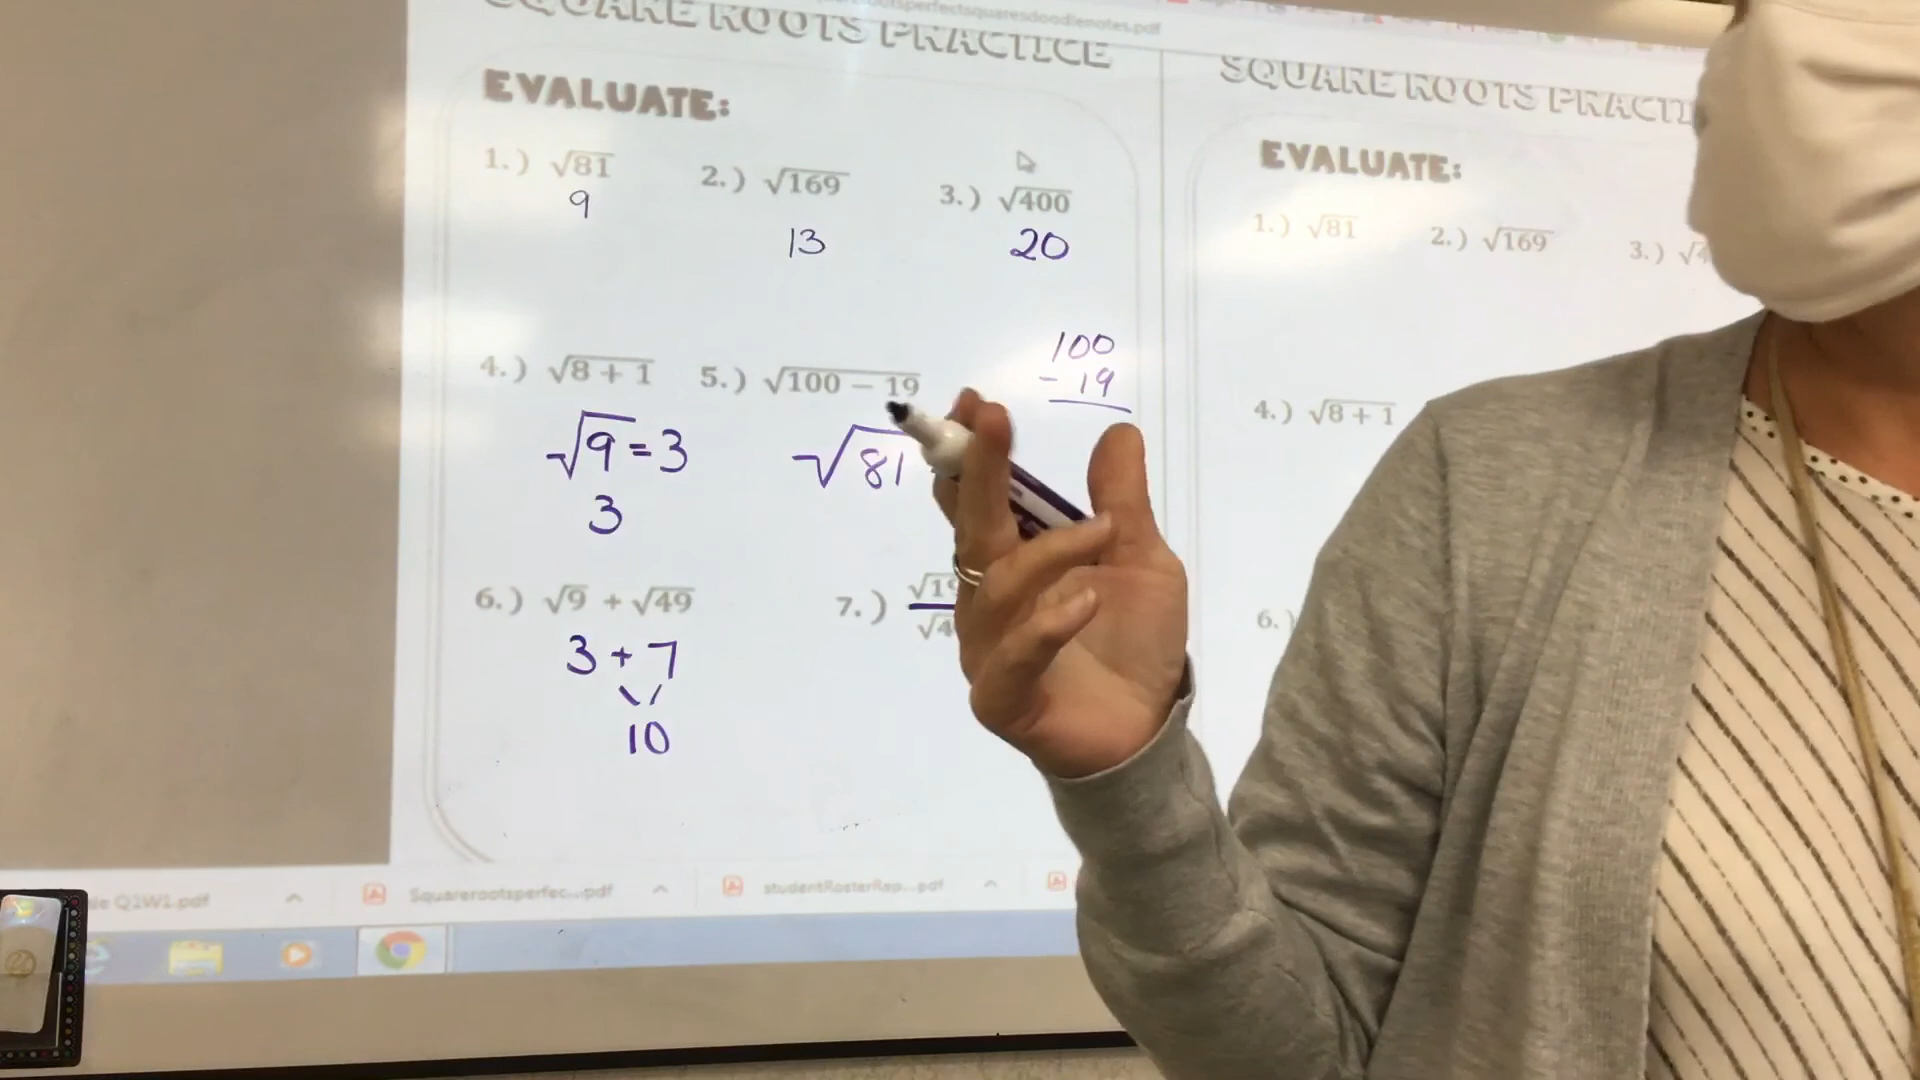 SQUARE ROOTS PRACTICE
EVALUATE:
1.) √81
9
2.) √169
13
3.) √400
20
4.) √8 + 1
√9 = 3
3
5.) √100 − 19
√81
100
− 19
6.) √9 + √49
3 + 7
10
7.)
SQUARE ROOTS
EVALUATE:
1.) √81
2.) √169
3.)
4.) √8 + 1
6.)
Q1W1.pdf
Squarerootsperfec...pdf
studentRosterRep...pdf